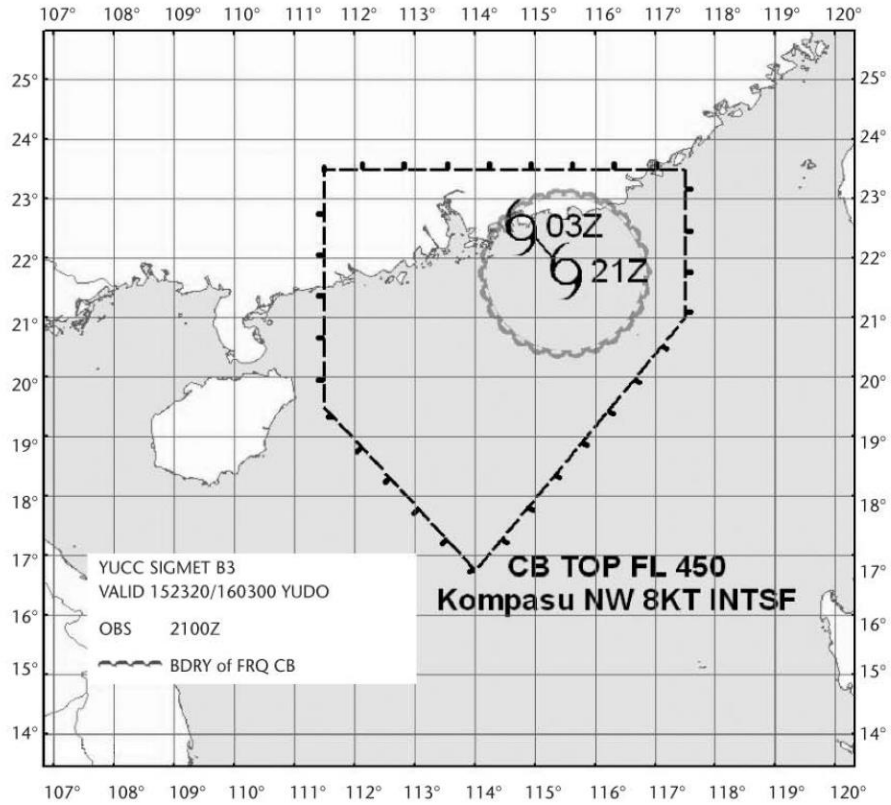 107° 108° 109° 110° 111° 112° 113° 114° 115° 116° 117° 118° 119° 120°
25° 25°
24° 24°
23° 23°
03Z
22° 22°
21Z
21° 21°
20° 20°
19° 19°
18° 18°
17° CB TOP FL 450 17°
YUCC SIGMET B3
VALID 152320/160300 YUDO
Kompasu NW 8KT INTSF
16° 16°
OBS 2100Z
15° 15°
BDRY of FRQ CB
14° 14°
107° 108° 109° 110° 111° 112° 113° 114° 115° 116° 117° 118° 119° 120°